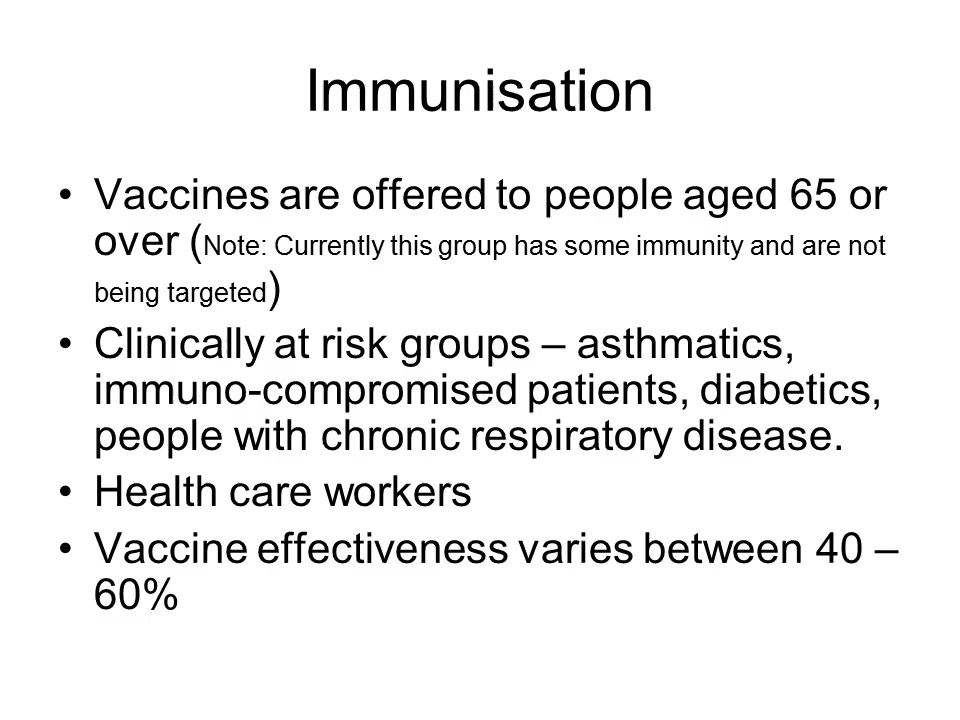 Immunisation
• Vaccines are offered to people aged 65 or
over (Note: Currently this group has some immunity and are not
being targeted)
• Clinically at risk groups – asthmatics,
immuno-compromised patients, diabetics,
people with chronic respiratory disease.
• Health care workers
• Vaccine effectiveness varies between 40 –
60%